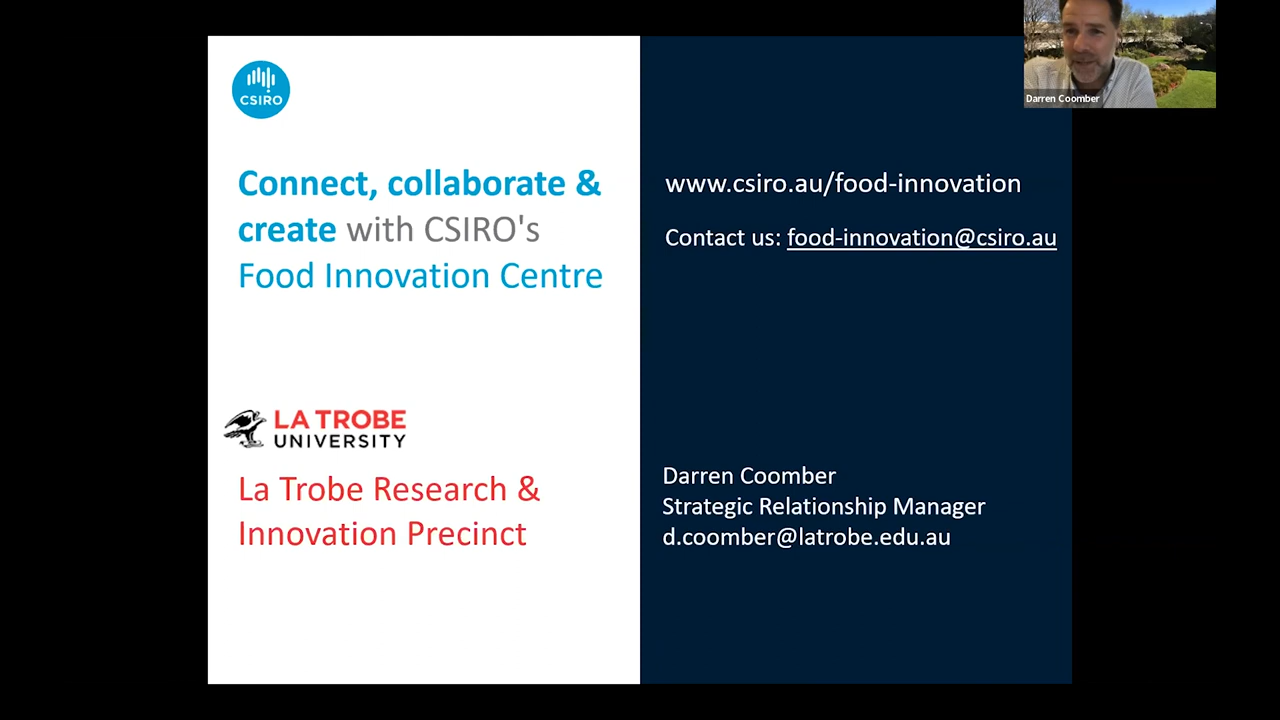 CSIRO
Connect, collaborate &
create with CSIRO's
Food Innovation Centre
www.csiro.au/food-innovation
Contact us: food-innovation@csiro.au
LA TROBE
UNIVERSITY
La Trobe Research &
Innovation Precinct
Darren Coomber
Strategic Relationship Manager
d.coomber@latrobe.edu.au
Darren Coomber